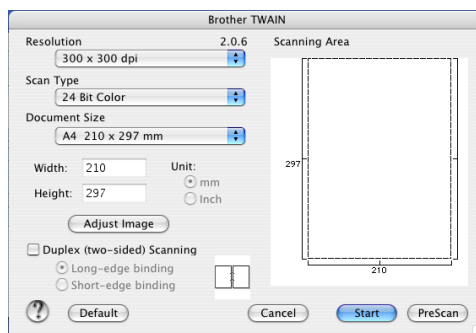 Brother TWAIN
Resolution 2.0.6
300 x 300 dpi
Scan Type
24 Bit Color
Document Size
A4 210 x 297 mm
Width: 210
Height: 297
Unit:
mm
Inch
Adjust Image
Duplex (two-sided) Scanning
Long-edge binding
Short-edge binding
Scanning Area
297
210
? Default Cancel Start PreScan